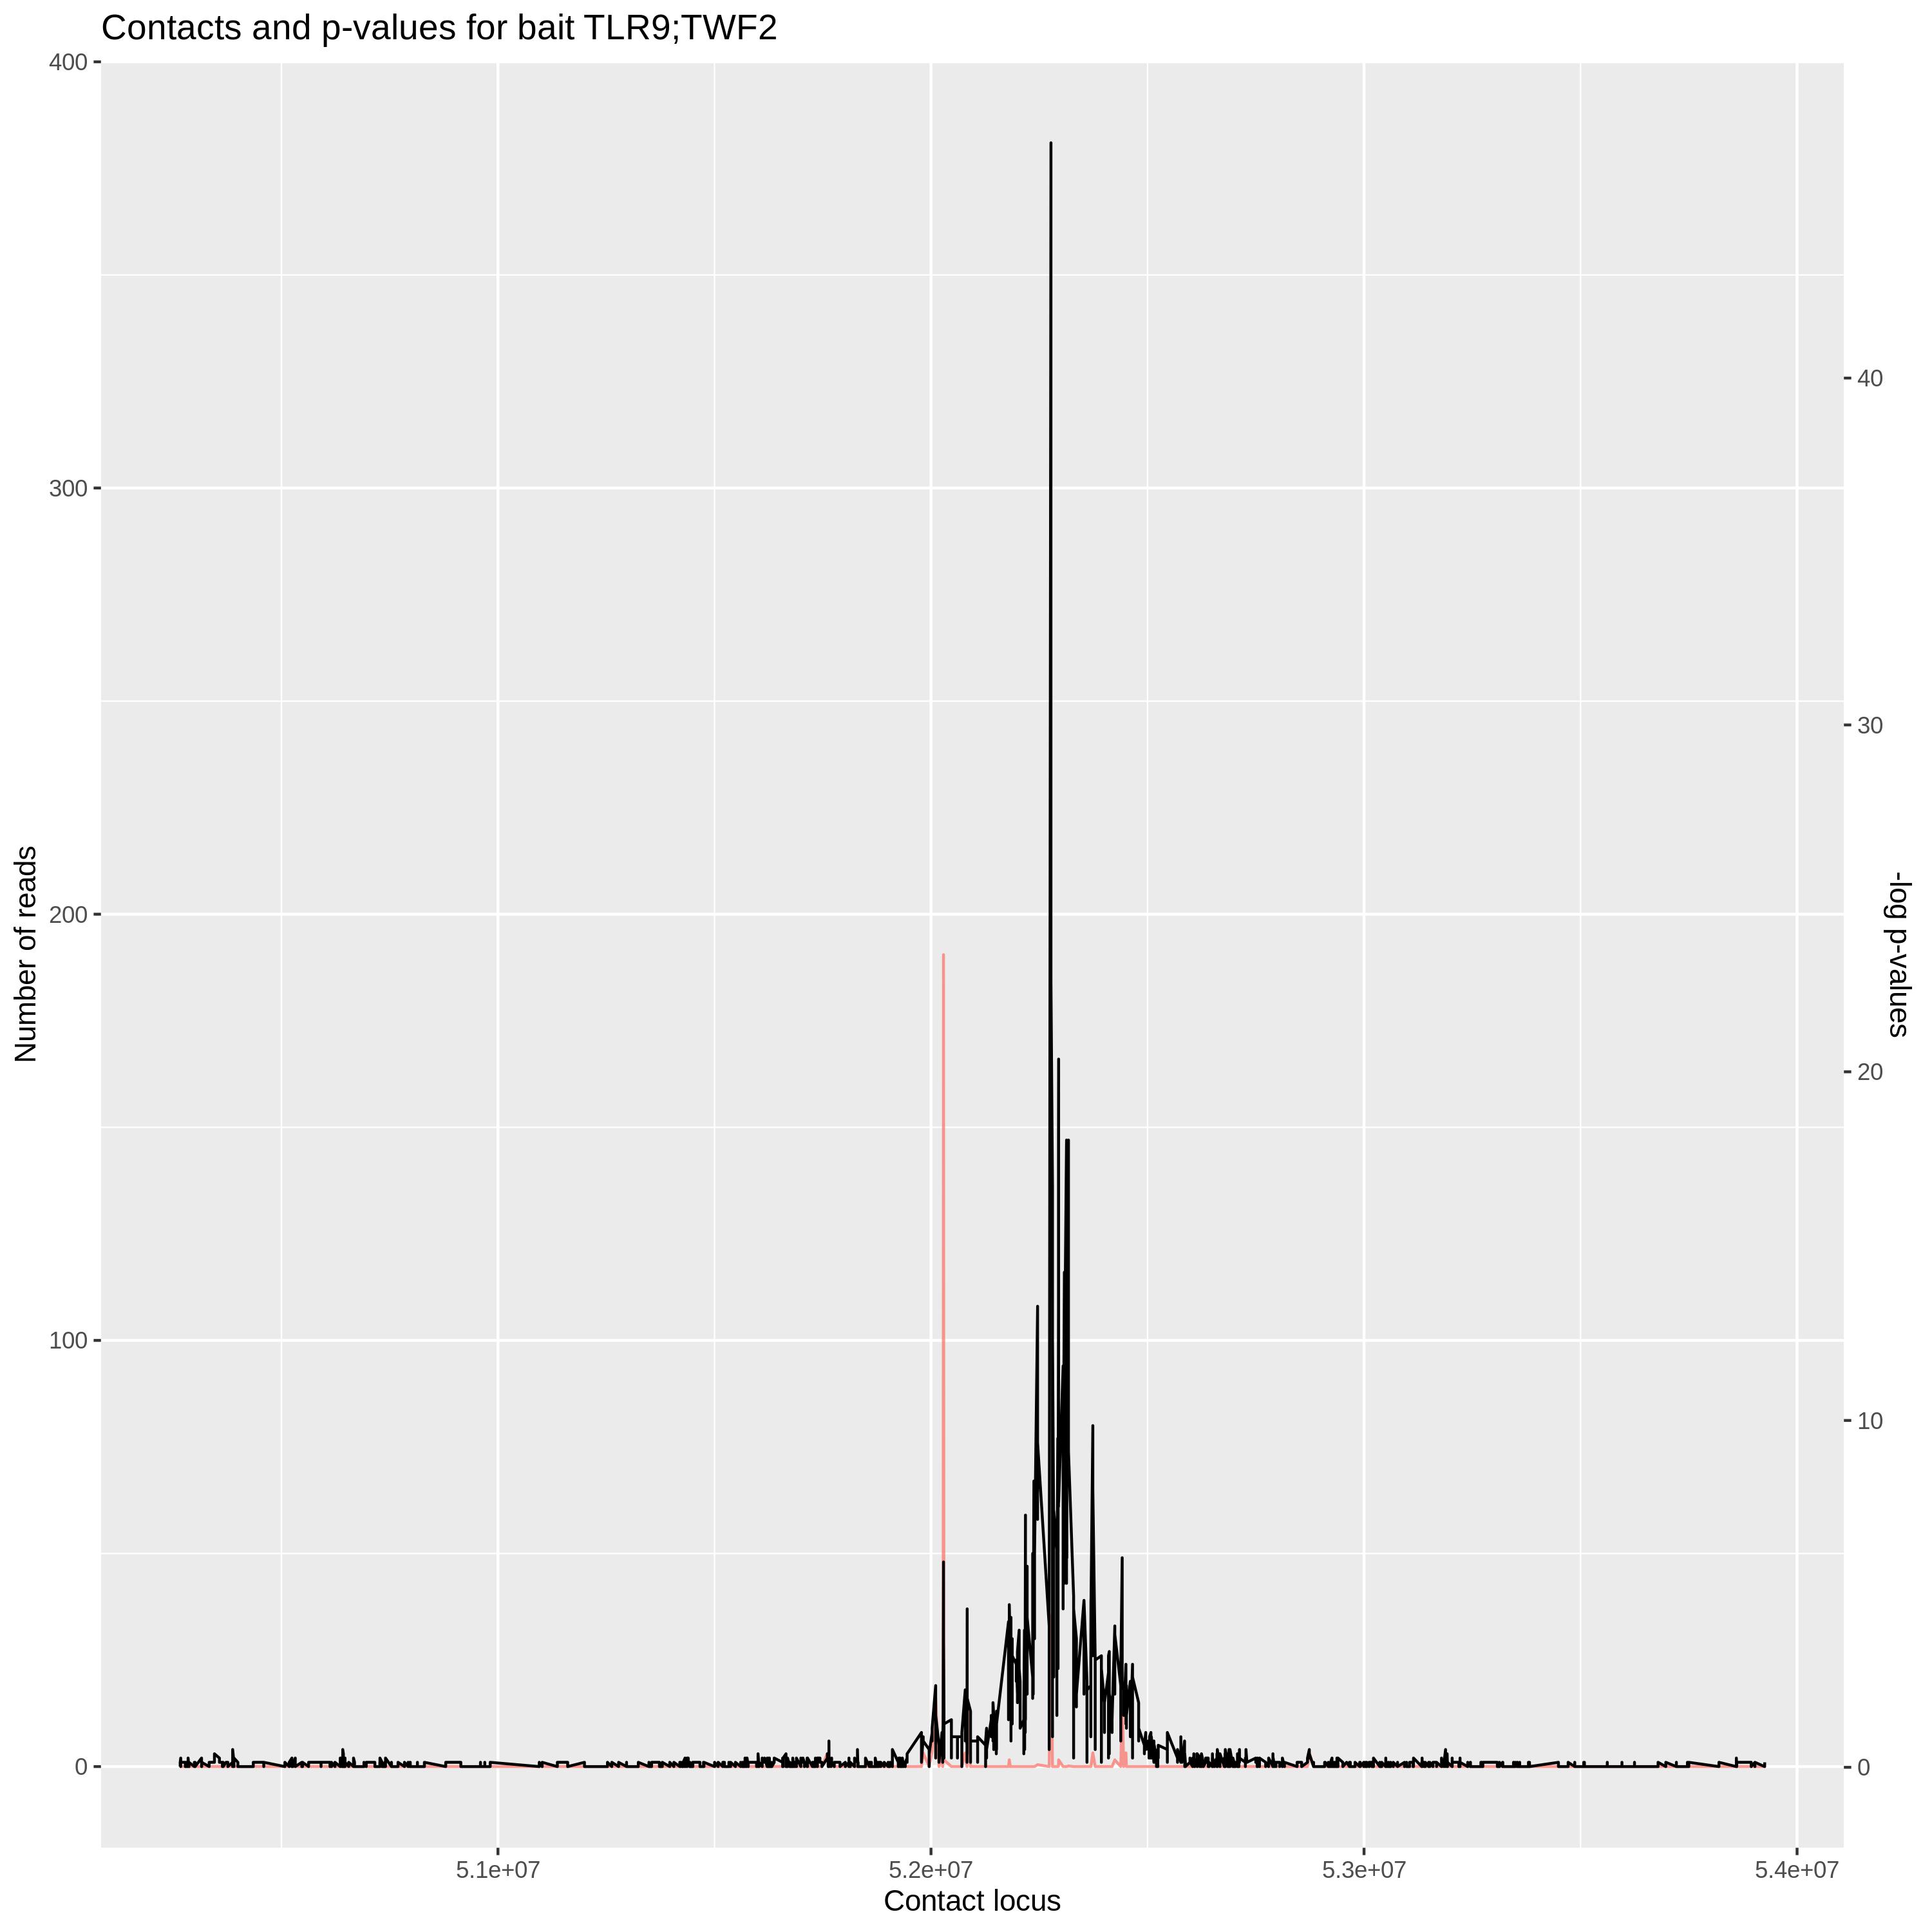 Contacts and p-values for bait TLR9;TWF2
400
300
200
100
0
Number of reads
40
30
20
10
0
-log p-values
5.1e+07
5.2e+07
5.3e+07
5.4e+07
Contact locus